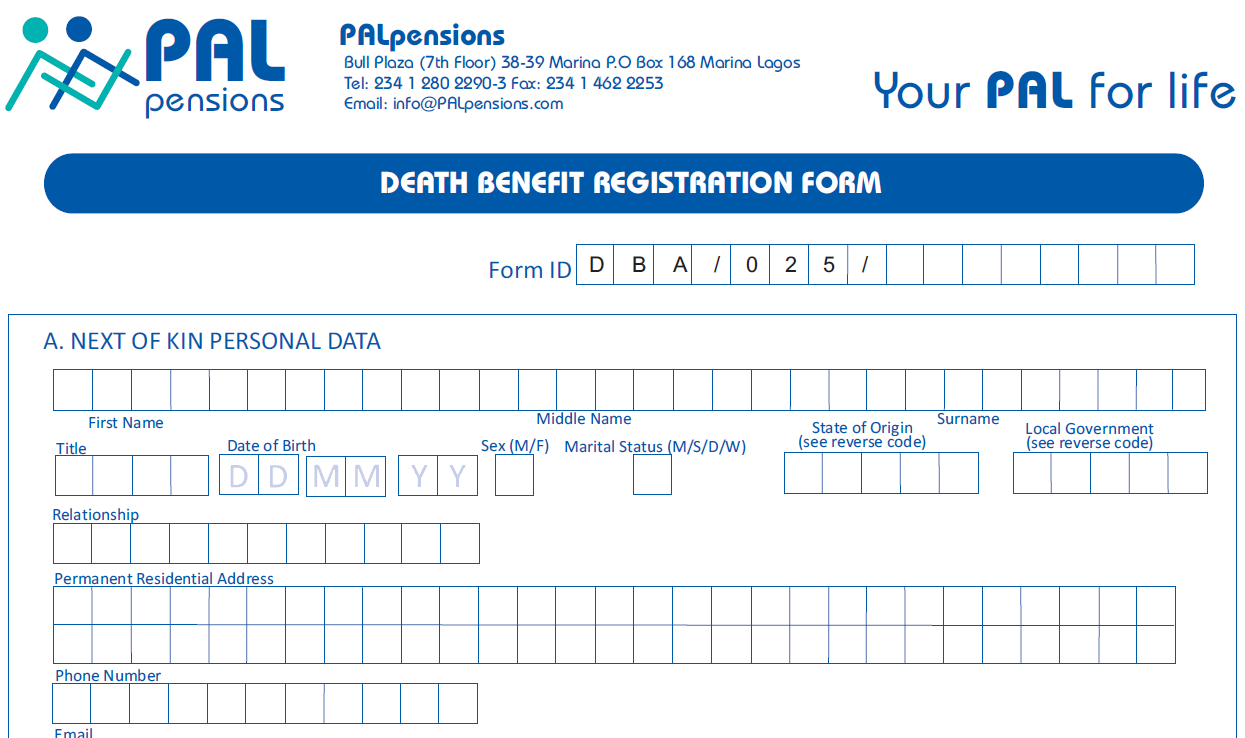 PAL
pensions
PALpensions
Bull Plaza (7th Floor) 38-39 Marina P.O Box 168 Marina Lagos
Tel: 234 1 280 2290-3 Fax: 234 1 462 2253
Email: info@PALpensions.com
Your PAL for life
DEATH BENEFIT REGISTRATION FORM
Form ID D B A / 0 2 5 /
A. NEXT OF KIN PERSONAL DATA
First Name Middle Name Surname
Title Date of Birth Sex (M/F) Marital Status (M/S/D/W) State of Origin Local Government
(see reverse code) (see reverse code)
D D M M Y Y
Relationship
Permanent Residential Address
Phone Number
Email